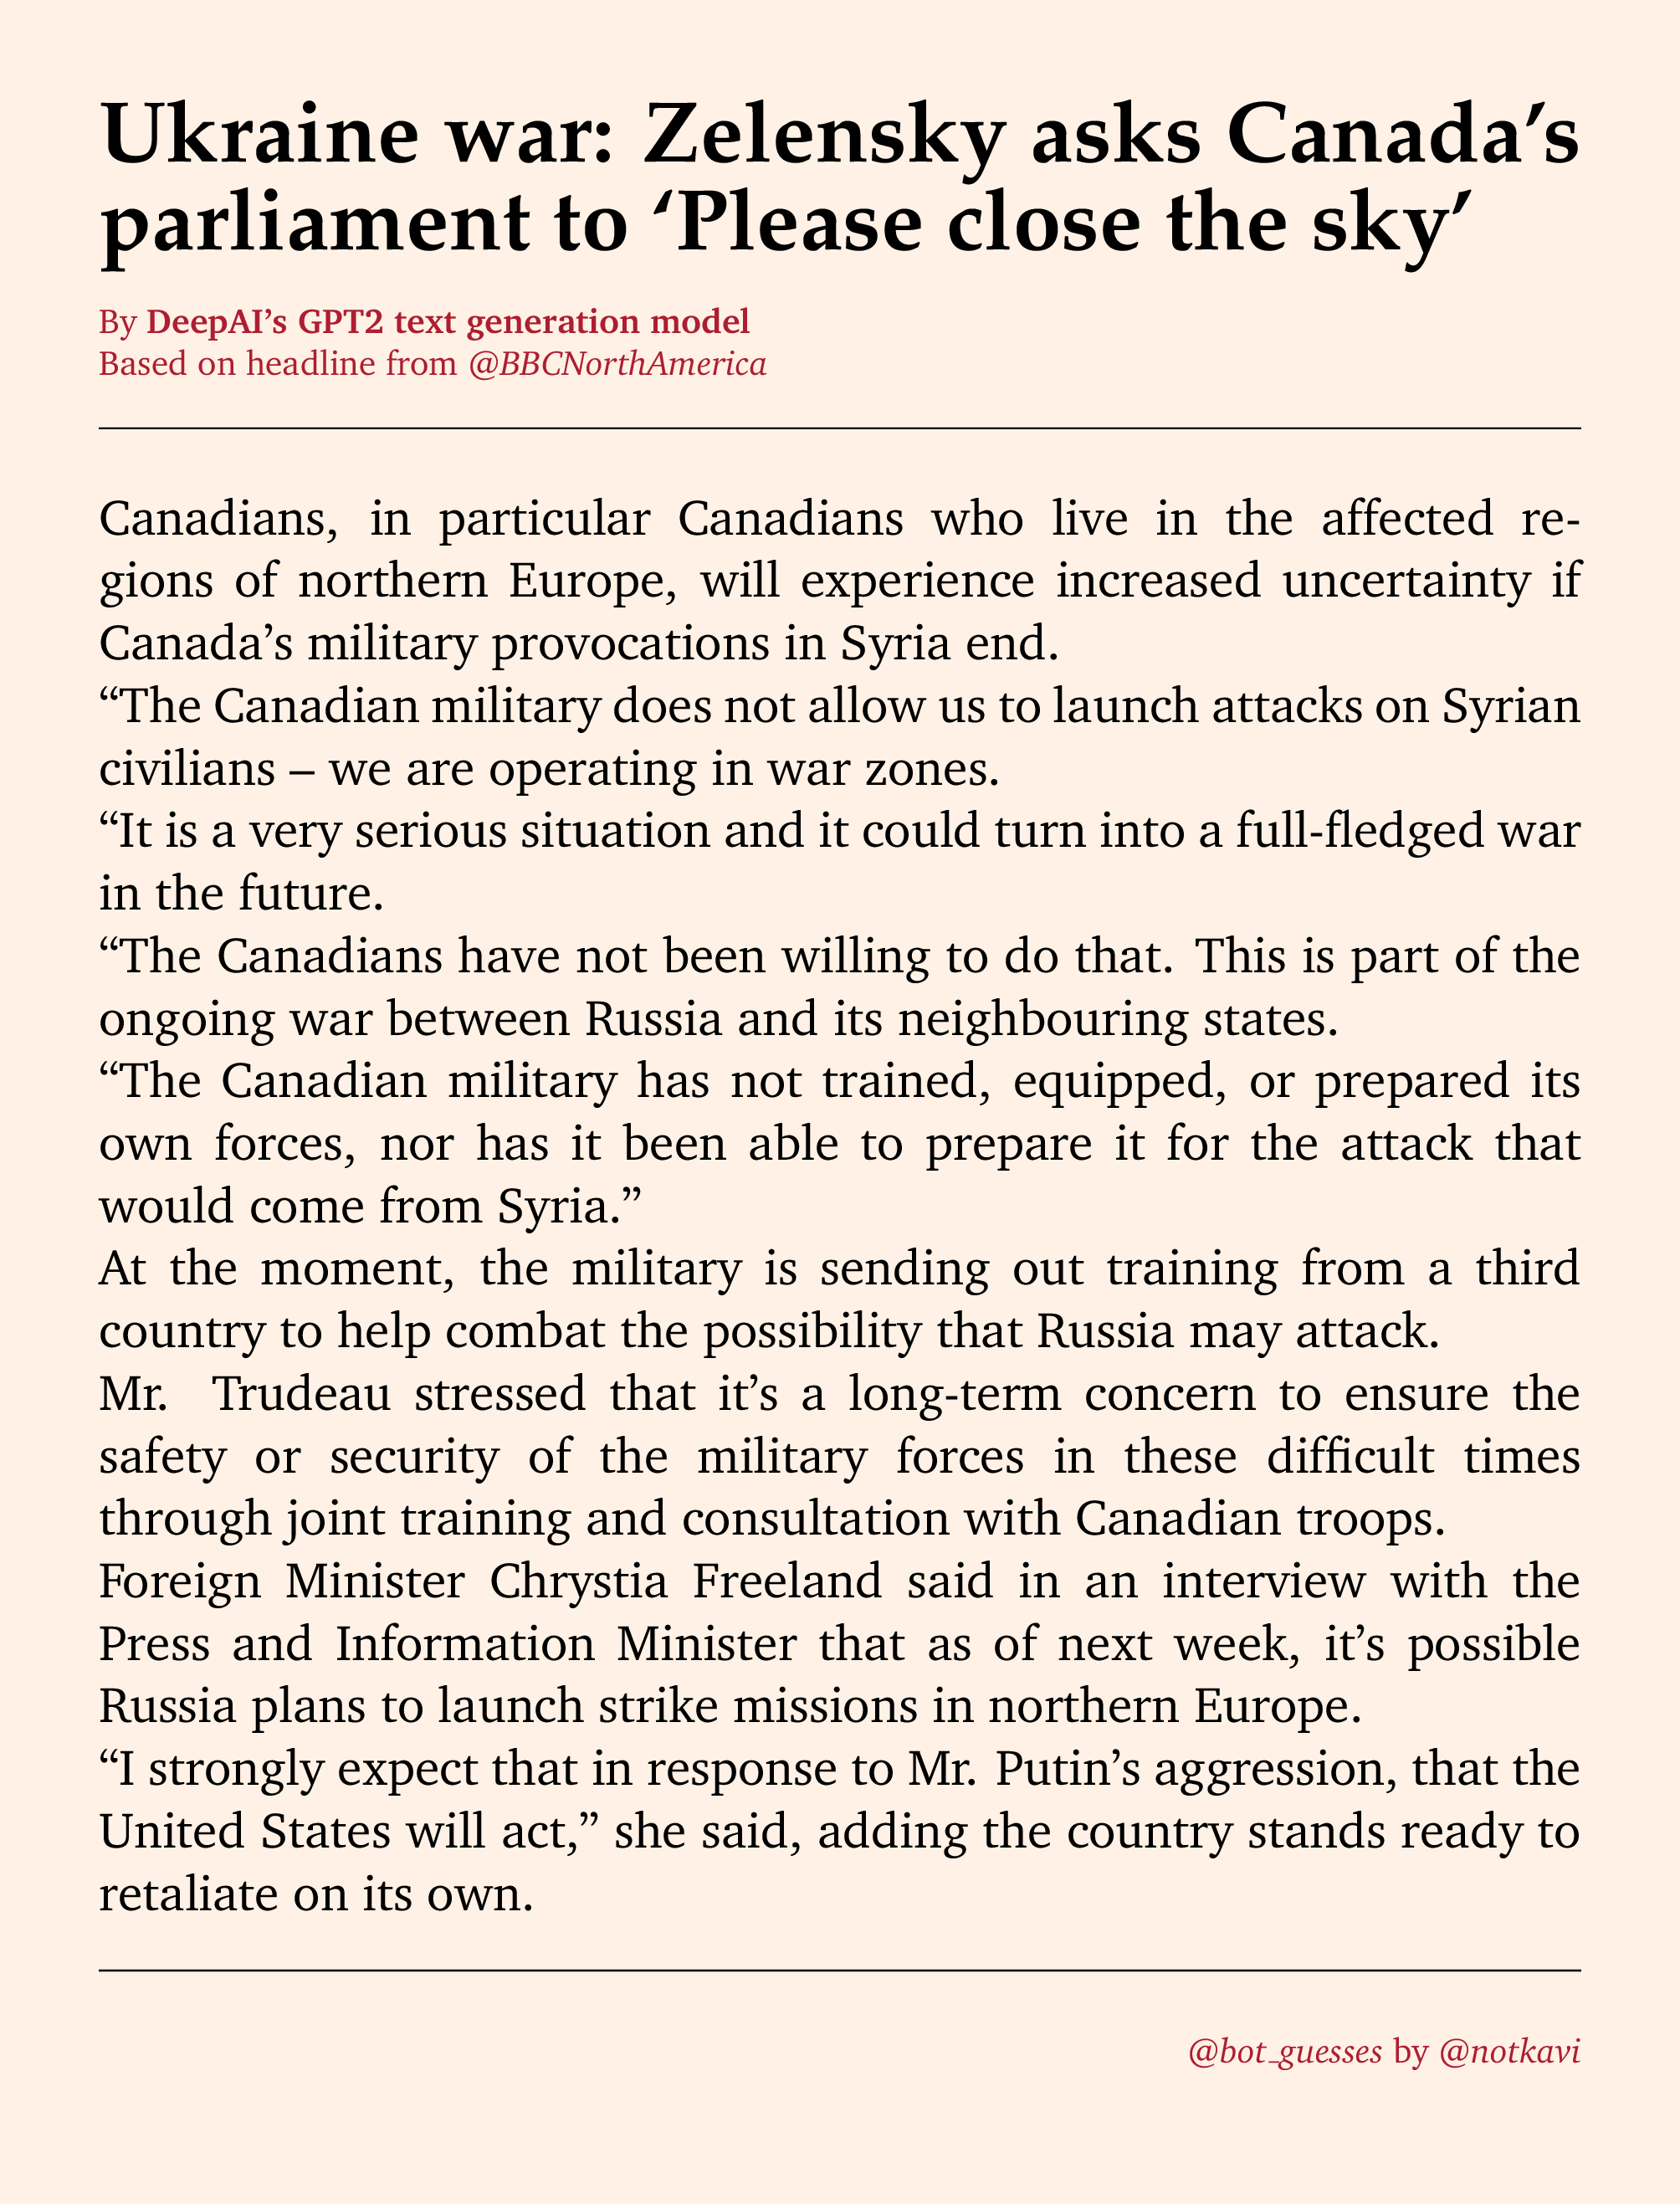 Ukraine war: Zelensky asks Canada’s
parliament to ‘Please close the sky’
By DeepAI’s GPT2 text generation model
Based on headline from @BBCNorthAmerica
Canadians, in particular Canadians who live in the affected re-
gions of northern Europe, will experience increased uncertainty if
Canada’s military provocations in Syria end.
“The Canadian military does not allow us to launch attacks on Syrian
civilians – we are operating in war zones.
“It is a very serious situation and it could turn into a full-fledged war
in the future.
“The Canadians have not been willing to do that. This is part of the
ongoing war between Russia and its neighbouring states.
“The Canadian military has not trained, equipped, or prepared its
own forces, nor has it been able to prepare it for the attack that
would come from Syria.”
At the moment, the military is sending out training from a third
country to help combat the possibility that Russia may attack.
Mr. Trudeau stressed that it’s a long-term concern to ensure the
safety or security of the military forces in these difficult times
through joint training and consultation with Canadian troops.
Foreign Minister Chrystia Freeland said in an interview with the
Press and Information Minister that as of next week, it’s possible
Russia plans to launch strike missions in northern Europe.
“I strongly expect that in response to Mr. Putin’s aggression, that the
United States will act,” she said, adding the country stands ready to
retaliate on its own.
@bot_guesses by @notkavi